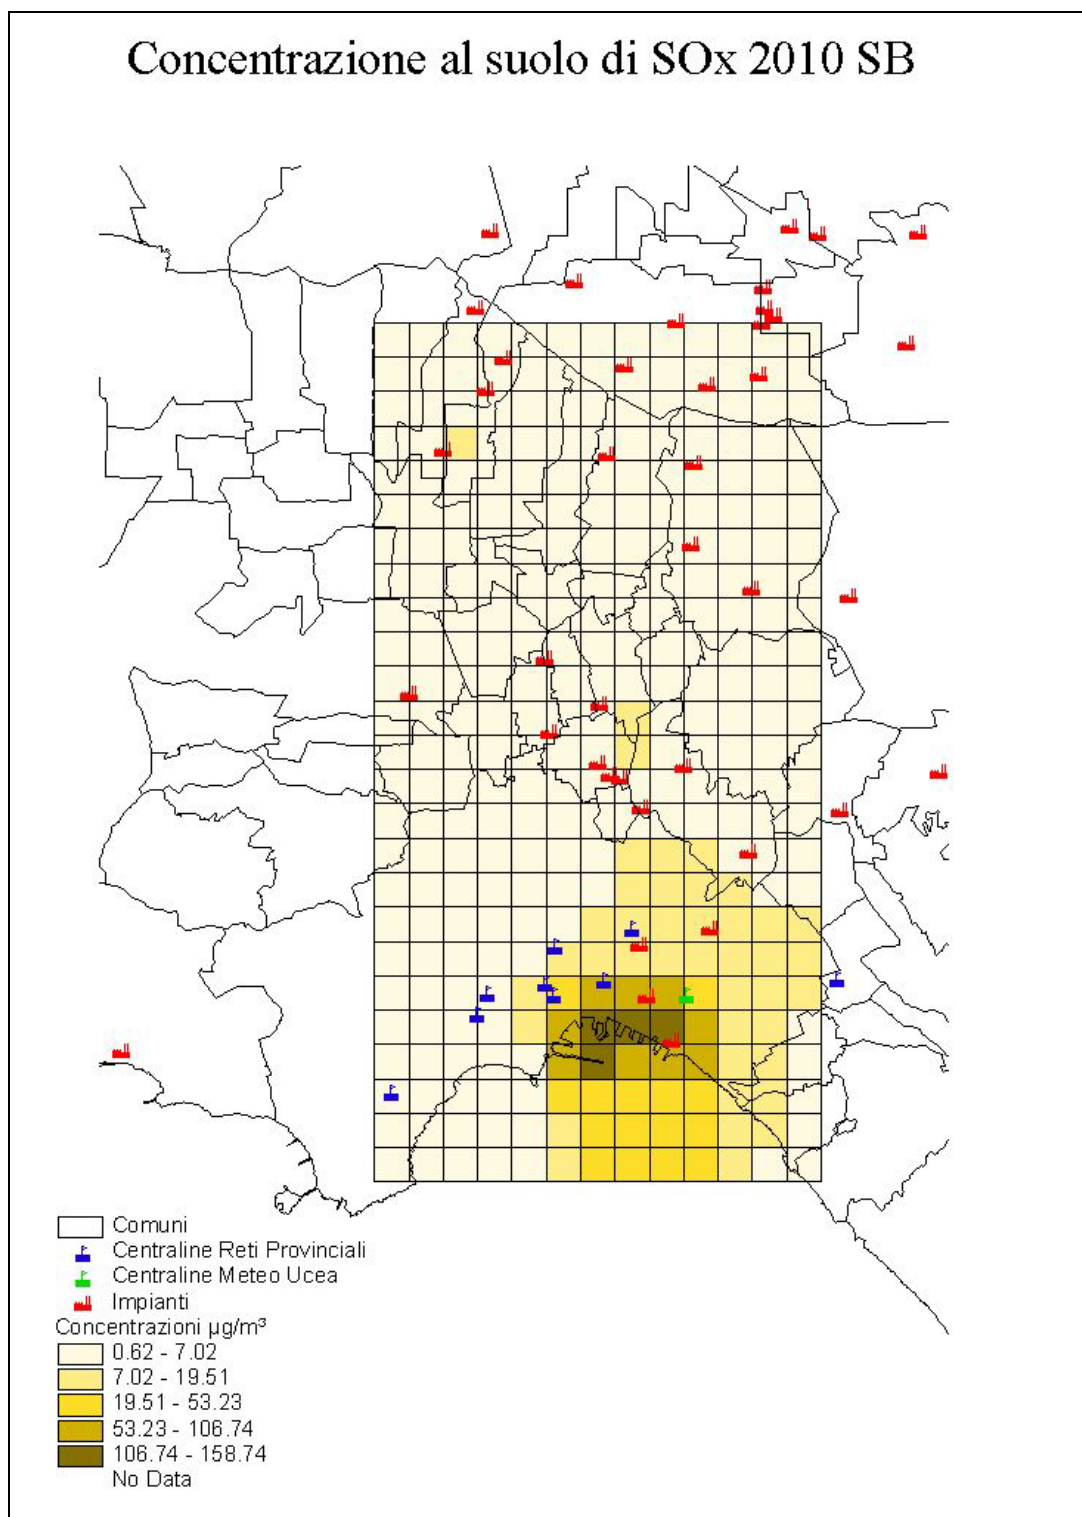 Concentrazione al suolo di SOx 2010 SB
Comuni
Centraline Reti Provinciali
Centraline Meteo Ucea
Impianti
Concentrazioni µg/m³
0.62 - 7.02
7.02 - 19.51
19.51 - 53.23
53.23 - 106.74
106.74 - 158.74
No Data